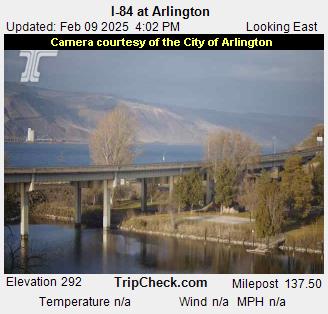 I-84 at Arlington
Updated: Feb 09 2025 4:02 PM Looking East
Camera courtesy of the City of Arlington
Elevation 292 TripCheck.com Milepost 137.50
Temperature n/a Wind n/a MPH n/a